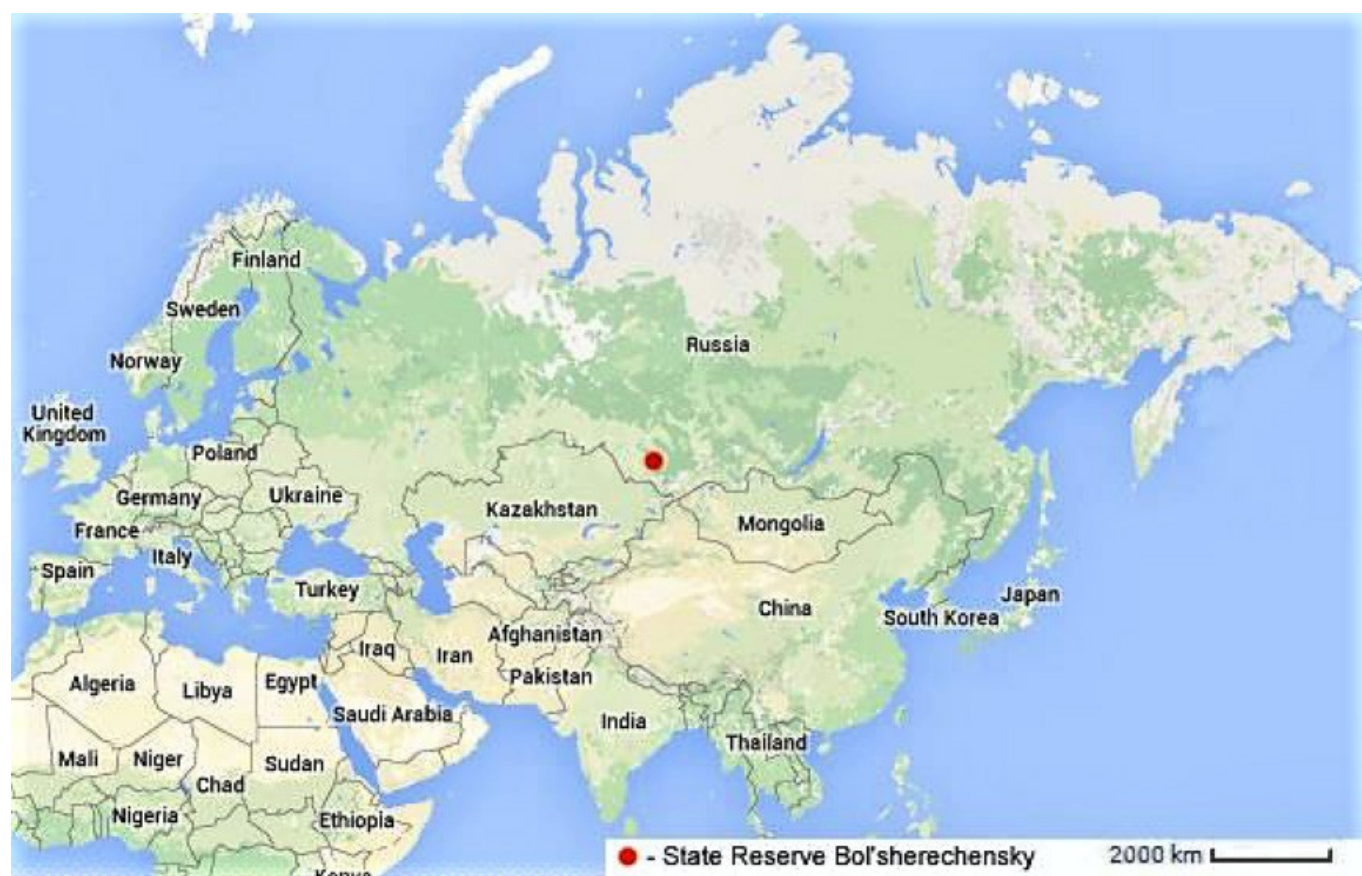 Finland
Sweden
Norway
Russia
United
Kingdom
Poland
Germany
Ukraine
France
Kazakhstan
Mongolia
Italy
Spain
Turkey
China
Japan
South Korea
Afghanistan
Iraq
Iran
Pakistan
Algeria
Libya
Egypt
Saudi Arabia
India
Thailand
Mali
Niger
Sudan
Chad
Nigeria
Ethiopia
Kenya
- State Reserve Bol'sherechensky
2000 km